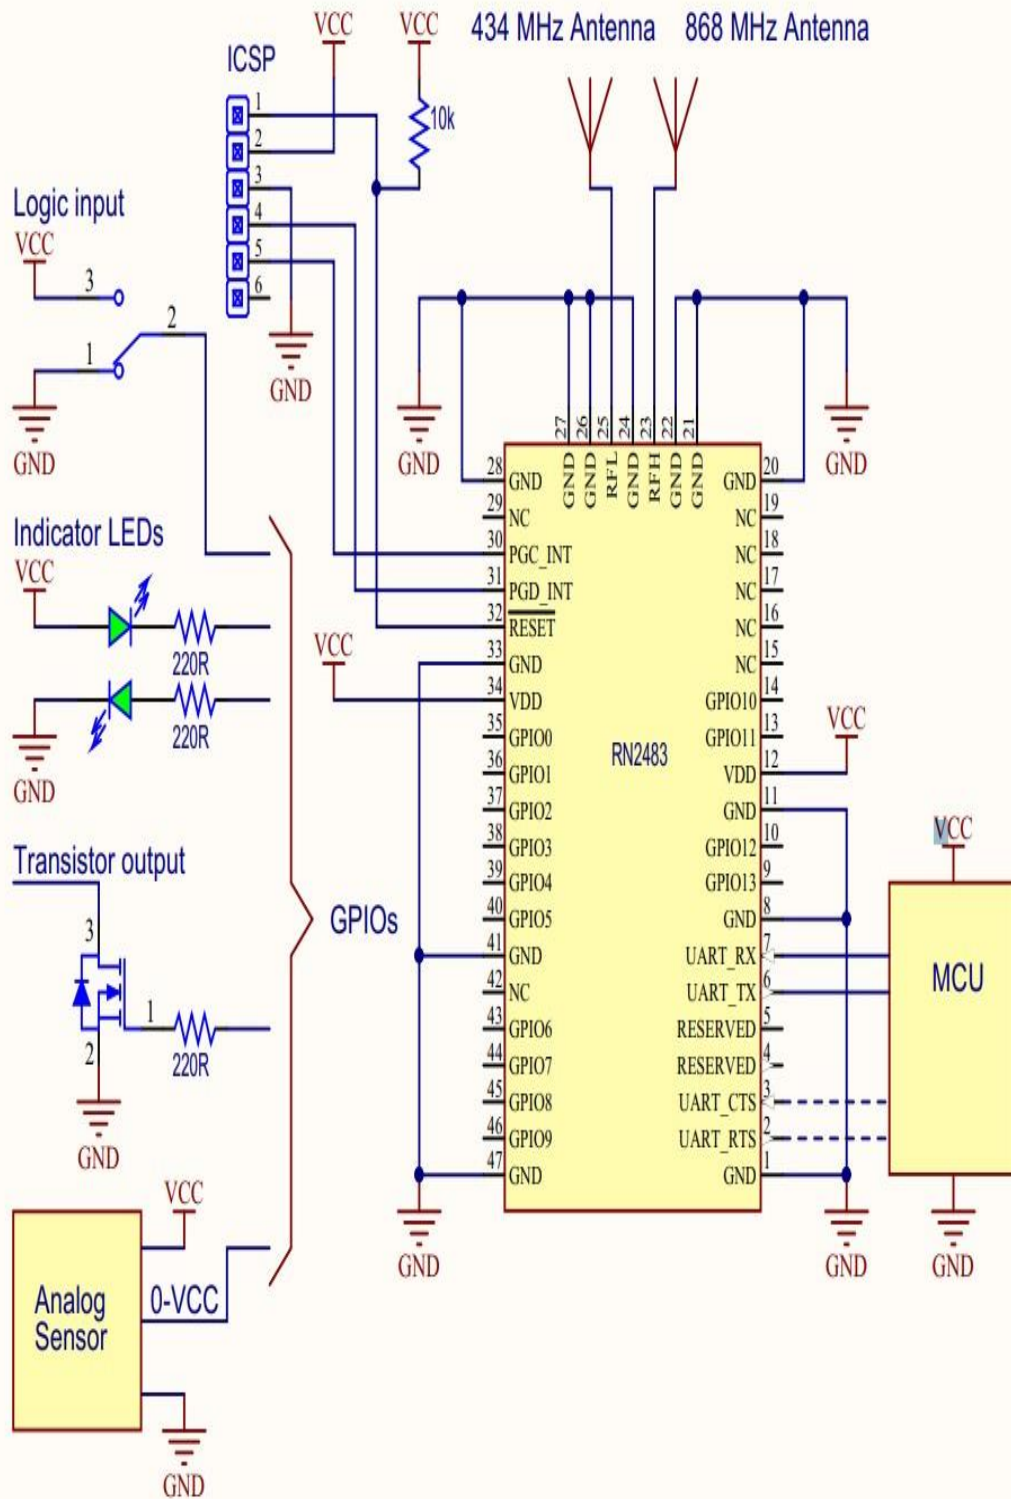 434 MHz Antenna
868 MHz Antenna
VCC
VCC
ICSP
1
2
3
4
5
6
10k
Logic input
VCC
3
2
1
GND
GND
GND
GND
27
26
25
24
23
22
21
GND
GND
RFL
GND
RFH
GND
GND
28 GND
29 NC
30 PGC_INT
31 PGD_INT
32 RESET
33 GND
34 VDD
35 GPIO0
36 GPIO1
37 GPIO2
38 GPIO3
39 GPIO4
40 GPIO5
41 GND
42 NC
43 GPIO6
44 GPIO7
45 GPIO8
46 GPIO9
47 GND
RN2483
GND 20
NC 19
NC 18
NC 17
NC 16
NC 15
GPIO10 14
GPIO11 13
VDD 12
GND 11
GPIO12 10
GPIO13 9
GND 8
UART_RX 7
UART_TX 6
RESERVED 5
RESERVED 4
UART_CTS 3
UART_RTS 2
GND 1
VCC
VCC
VCC
MCU
GND
GND
GND
Indicator LEDs
VCC
220R
220R
GND
Transistor output
3
1
2
220R
GND
GPIOs
VCC
Analog
Sensor
0-VCC
GND